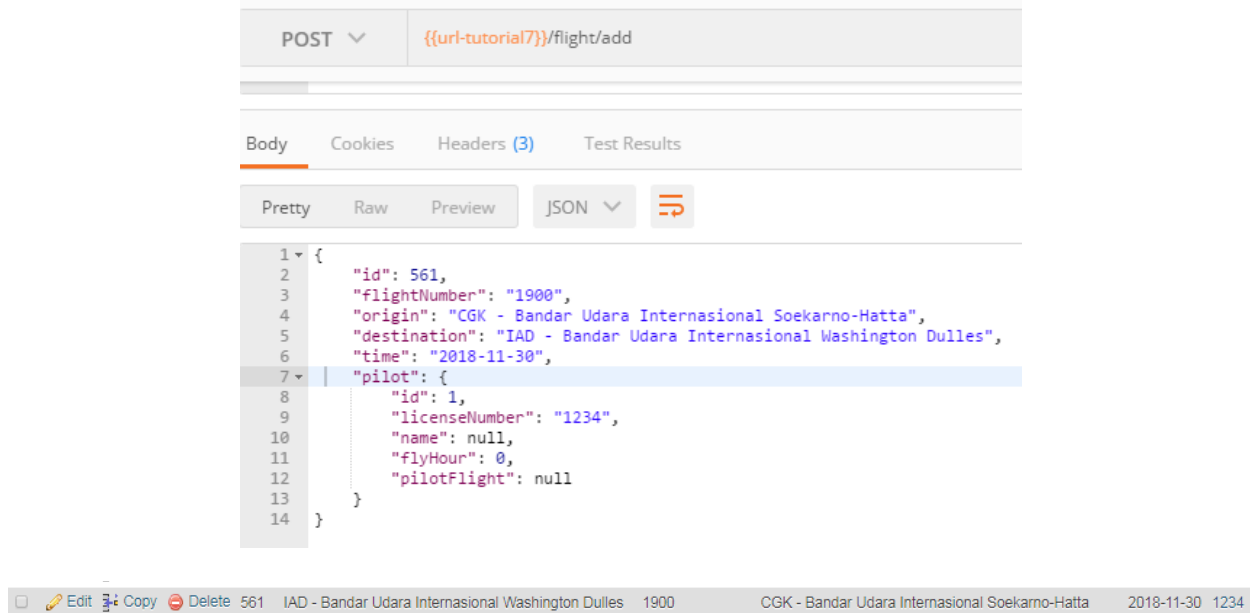 POST {{url-tutorial7}}/flight/add
Body Cookies Headers (3) Test Results
Pretty Raw Preview JSON
1 {
2 "id": 561,
3 "flightNumber": "1900",
4 "origin": "CGK - Bandar Udara Internasional Soekarno-Hatta",
5 "destination": "IAD - Bandar Udara Internasional Washington Dulles",
6 "time": "2018-11-30",
7 "pilot": {
8 "id": 1,
9 "licenseNumber": "1234",
10 "name": null,
11 "flyHour": 0,
12 "pilotFlight": null
13 }
14 }
Edit Copy Delete 561 IAD - Bandar Udara Internasional Washington Dulles 1900 CGK - Bandar Udara Internasional Soekarno-Hatta 2018-11-30 1234